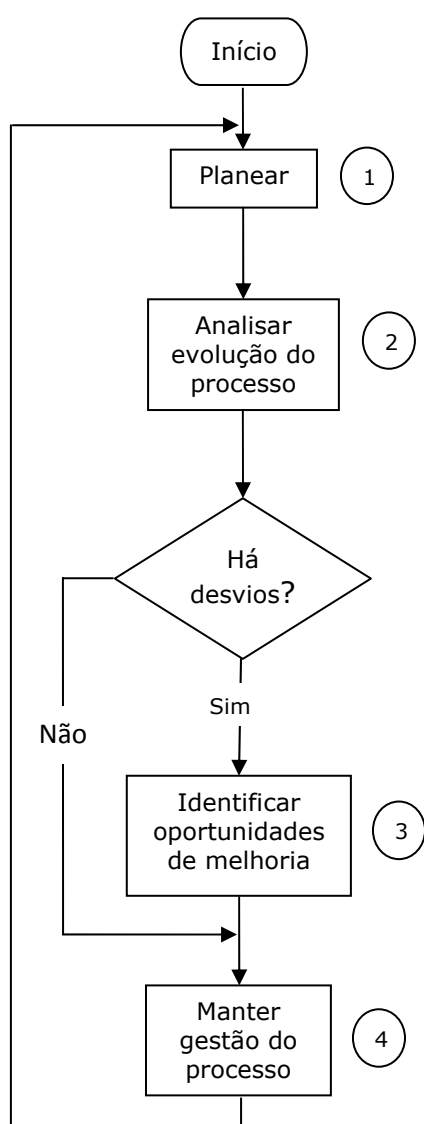 Início
Planear
1
Analisar
evolução do
processo
2
Há
desvios?
Sim
Não
Identificar
oportunidades
de melhoria
3
Manter
gestão do
processo
4